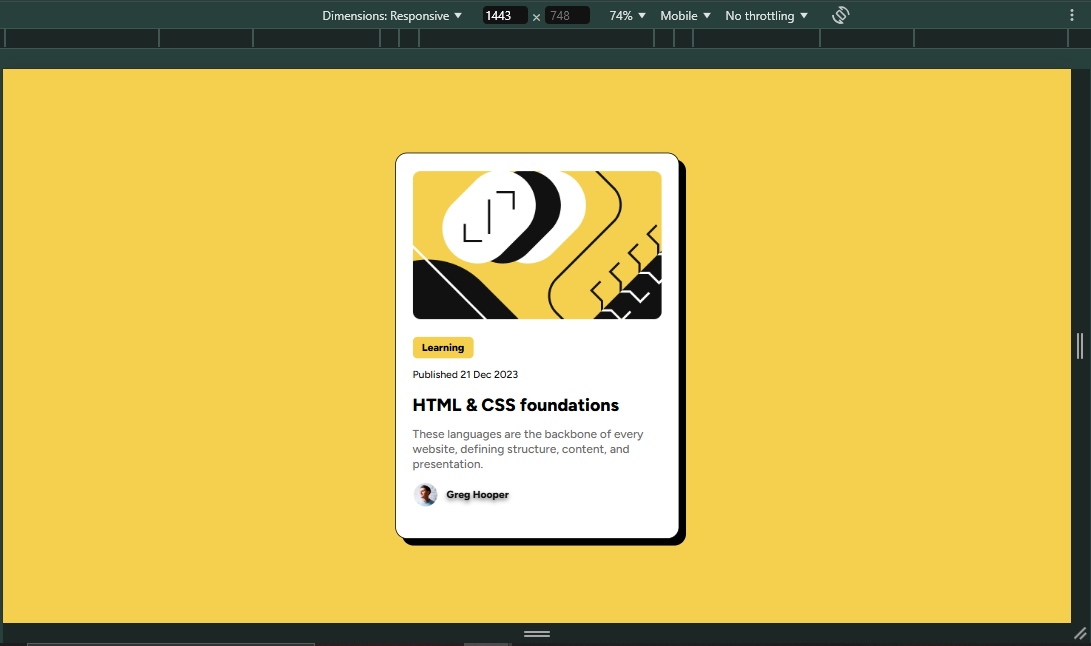 Dimensions: Responsive 1443 × 748 74% Mobile No throttling
Learning
Published 21 Dec 2023
HTML & CSS foundations
These languages are the backbone of every
website, defining structure, content, and
presentation.
Greg Hooper